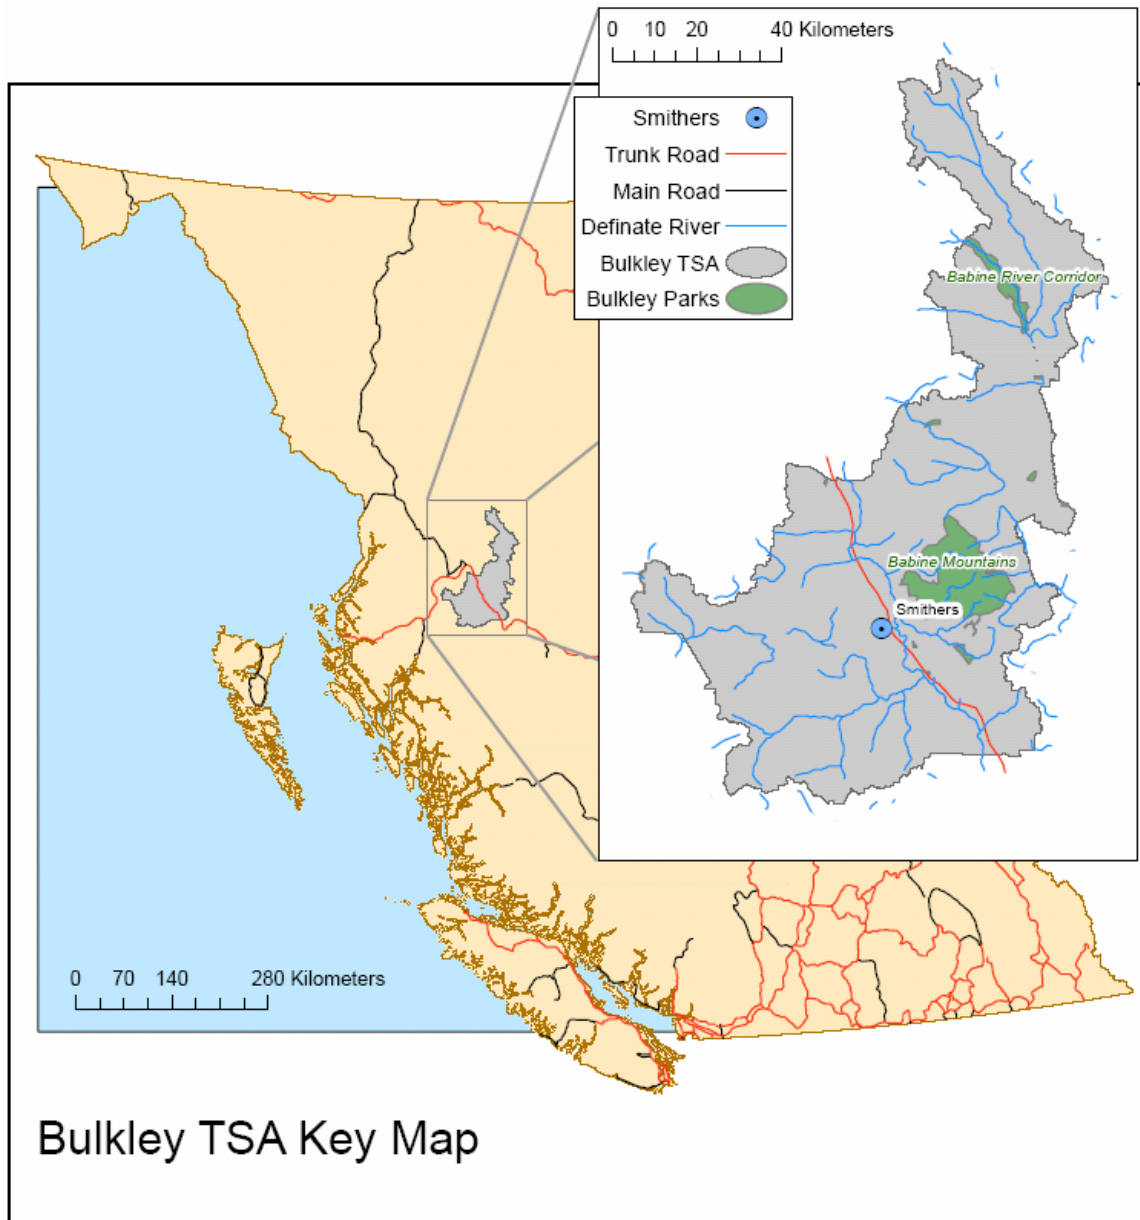 0 10 20 40 Kilometers
Smithers
Trunk Road
Main Road
Definate River
Bulkley TSA
Bulkley Parks
Babine River Corridor
Babine Mountains
Smithers
0 70 140 280 Kilometers
Bulkley TSA Key Map